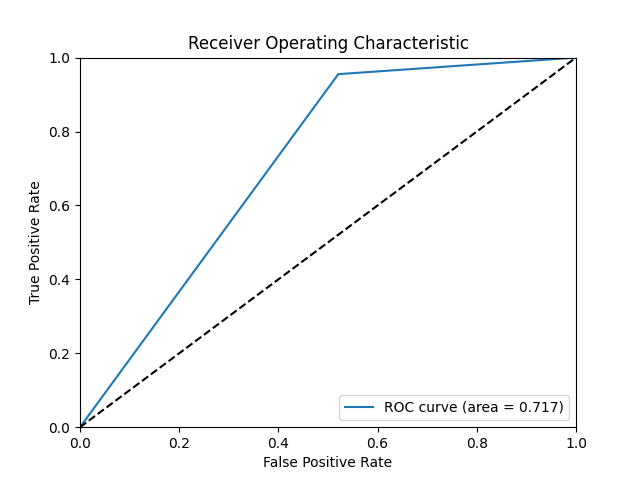 Receiver Operating Characteristic
1.0
0.8
0.6
0.4
0.2
0.0
True Positive Rate
ROC curve (area = 0.717)
0.0 0.2 0.4 0.6 0.8 1.0
False Positive Rate